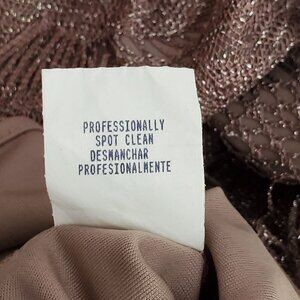 PROFESSIONALLY
SPOT CLEAN
DESMANCHAR
PROFESIONALMENTE